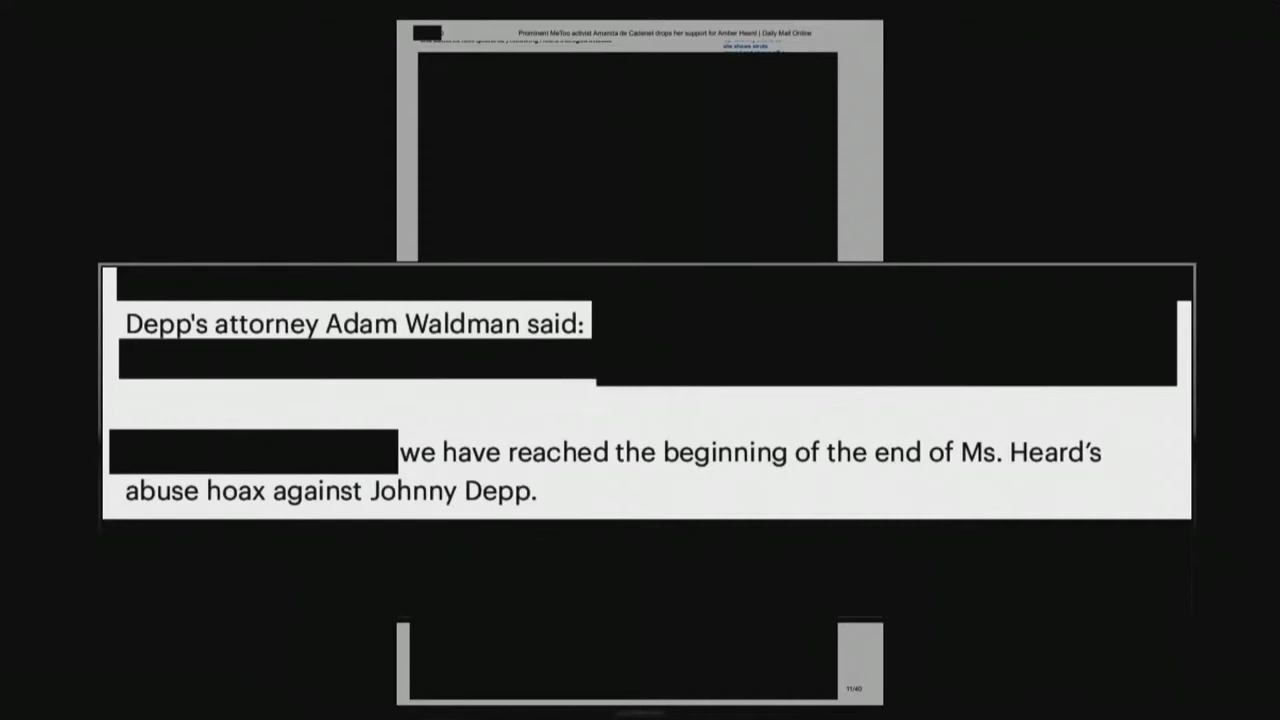 Prominent MeToo activist Amanda de Cadenet drops her support for Amber Heard | Daily Mail Online
Depp's attorney Adam Waldman said:
we have reached the beginning of the end of Ms. Heard’s
abuse hoax against Johnny Depp.
11/40